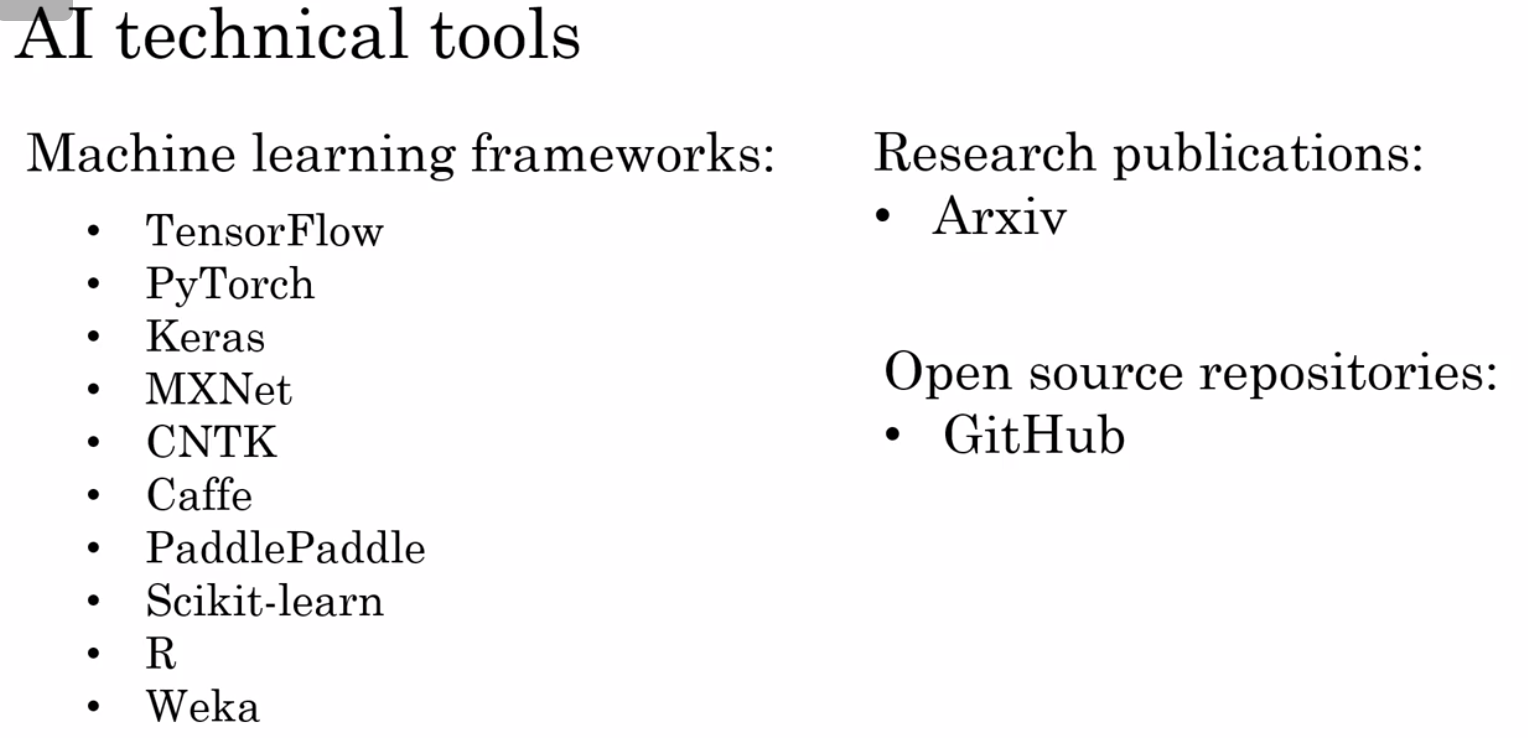 AI technical tools
Machine learning frameworks:
• TensorFlow
• PyTorch
• Keras
• MXNet
• CNTK
• Caffe
• PaddlePaddle
• Scikit-learn
• R
• Weka
Research publications:
• Arxiv
Open source repositories:
• GitHub